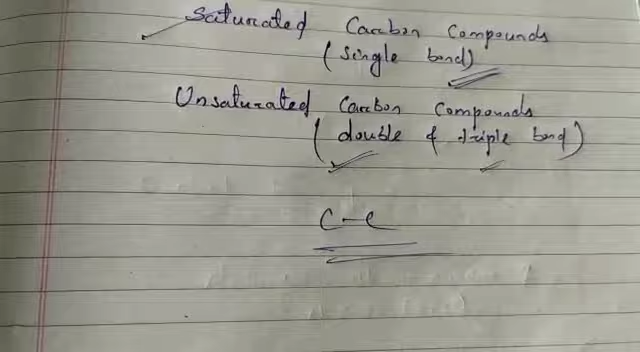 Saturated Carbon Compounds
(single bond)
Unsaturated Carbon Compounds
(double & triple bond)
C-C